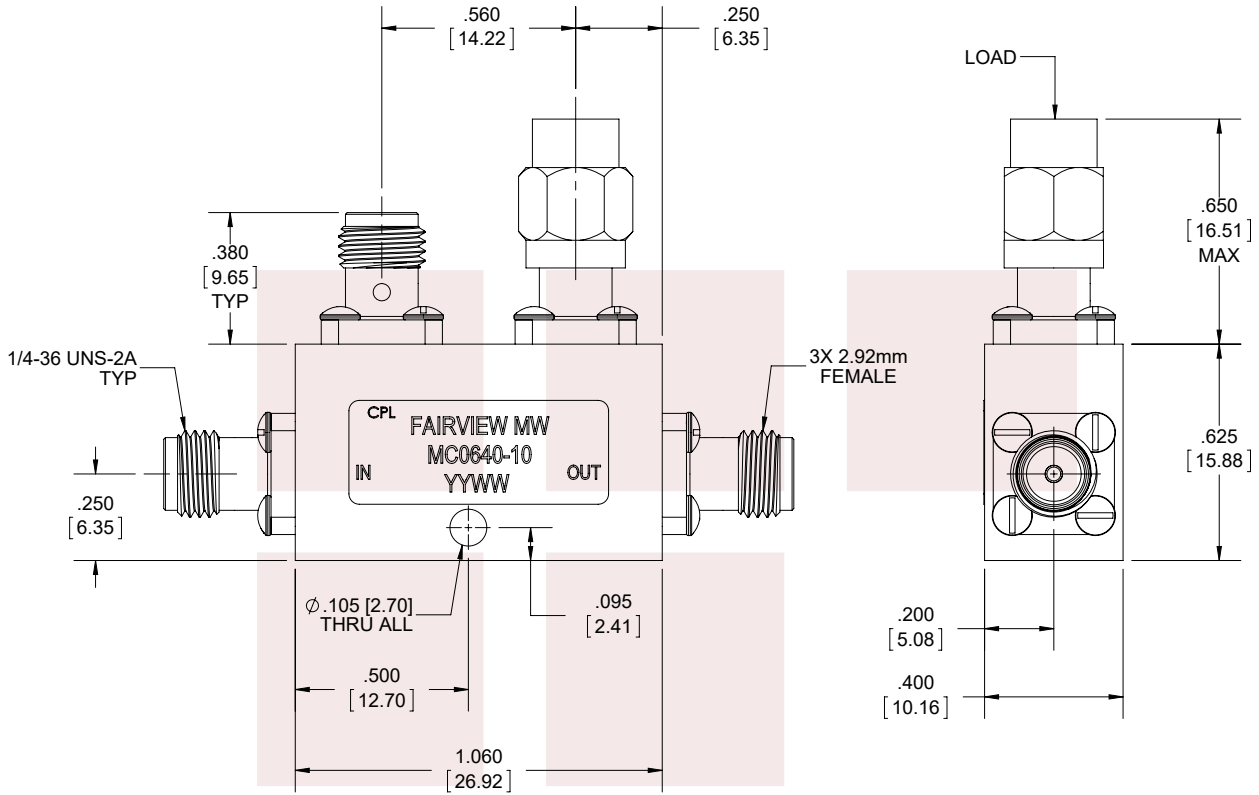 .560
[14.22]
.250
[6.35]
LOAD
.380
[9.65]
TYP
.650
[16.51]
MAX
1/4-36 UNS-2A
TYP
3X 2.92mm
FEMALE
CPL
FAIRVIEW MW
MC0640-10
IN
OUT
YYWW
.250
[6.35]
.625
[15.88]
Ø.105 [2.70]
THRU ALL
.095
[2.41]
.200
[5.08]
.500
[12.70]
.400
[10.16]
1.060
[26.92]